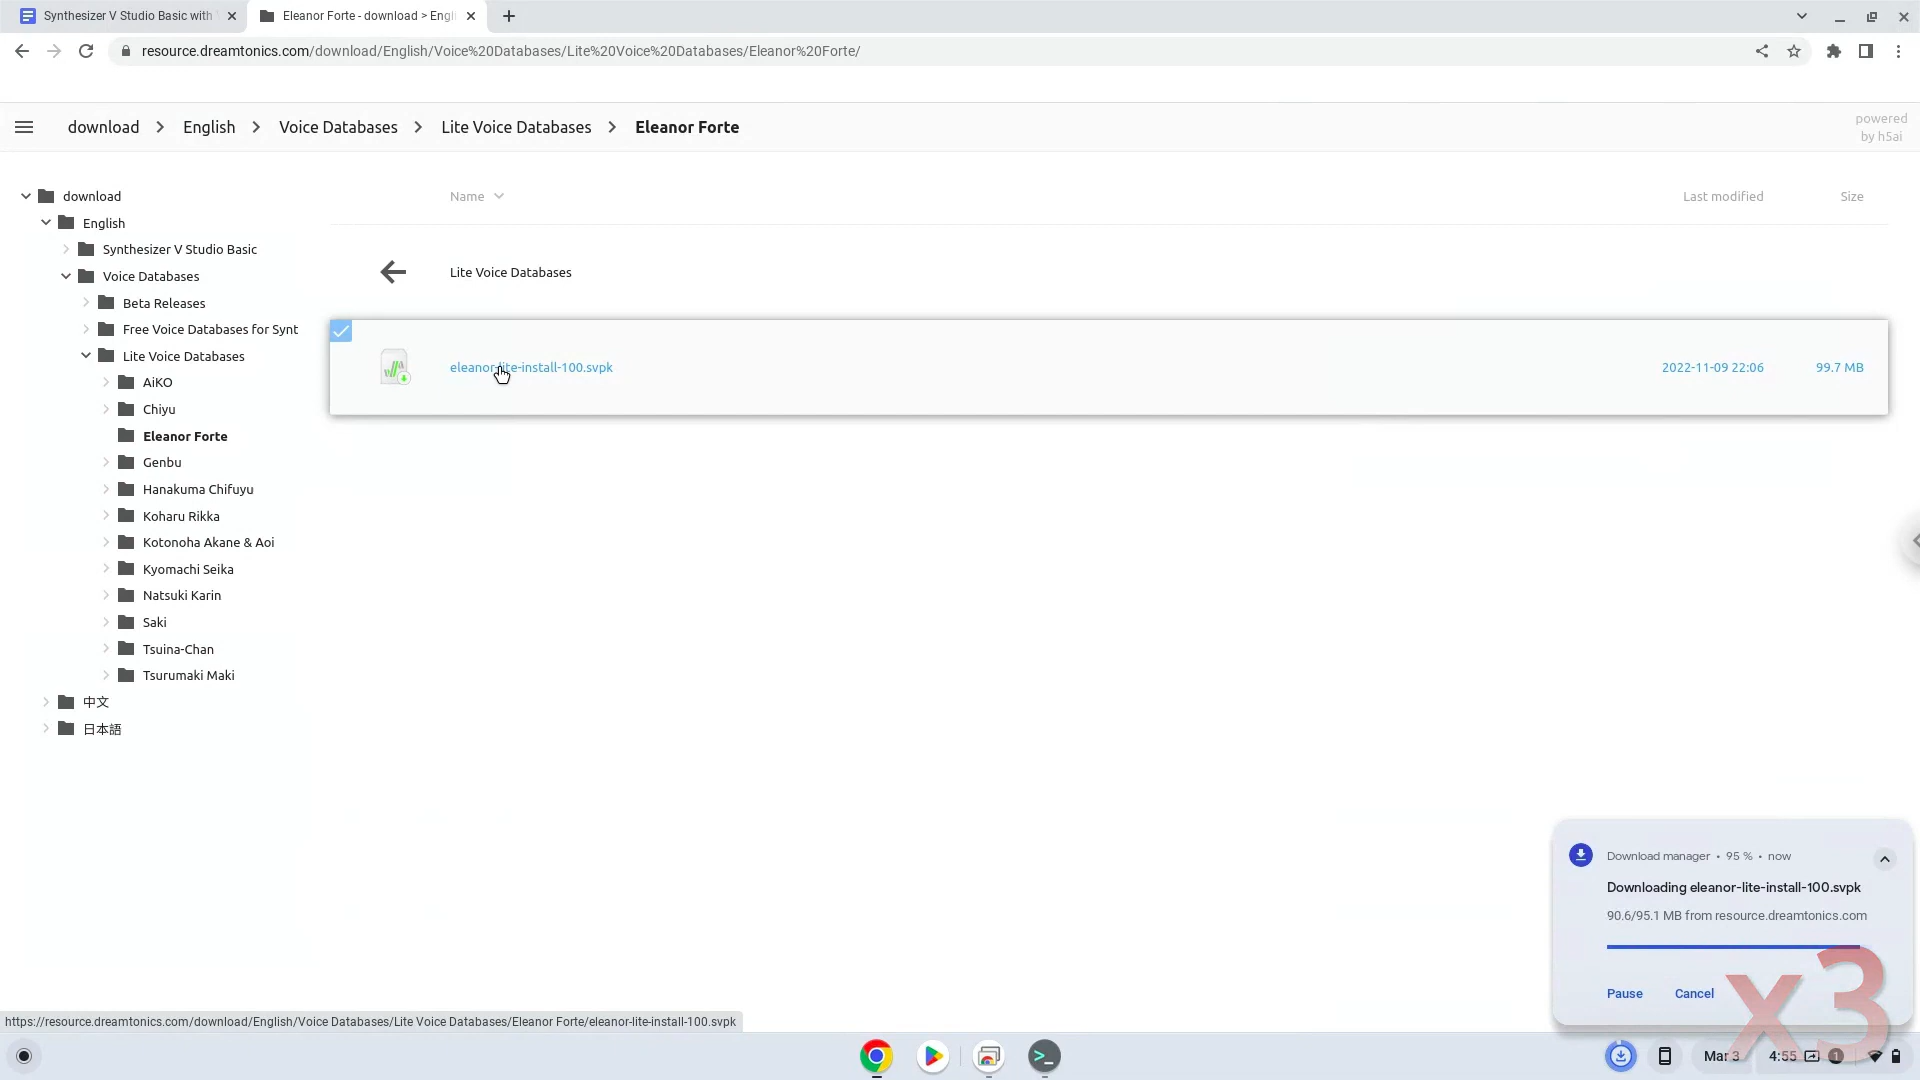 Synthesizer V Studio Basic with
Eleanor Forte - download > Engli
resource.dreamtonics.com/download/English/Voice%20Databases/Lite%20Voice%20Databases/Eleanor%20Forte/
download > English > Voice Databases > Lite Voice Databases > Eleanor Forte
powered
by h5ai
Name
Last modified
Size
download
English
Synthesizer V Studio Basic
Voice Databases
Beta Releases
Free Voice Databases for Synt
Lite Voice Databases
AiKO
Chiyu
Eleanor Forte
Genbu
Hanakuma Chifuyu
Koharu Rikka
Kotonoha Akane & Aoi
Kyomachi Seika
Natsuki Karin
Saki
Tsuina-Chan
Tsurumaki Maki
中文
日本語
Lite Voice Databases
eleanor-lite-install-100.svpk
2022-11-09 22:06
99.7 MB
Download manager • 95 % • now
Downloading eleanor-lite-install-100.svpk
90.6/95.1 MB from resource.dreamtonics.com
Pause
Cancel
x3
https://resource.dreamtonics.com/download/English/Voice Databases/Lite Voice Databases/Eleanor Forte/eleanor-lite-install-100.svpk
Mar 3
4:55
1